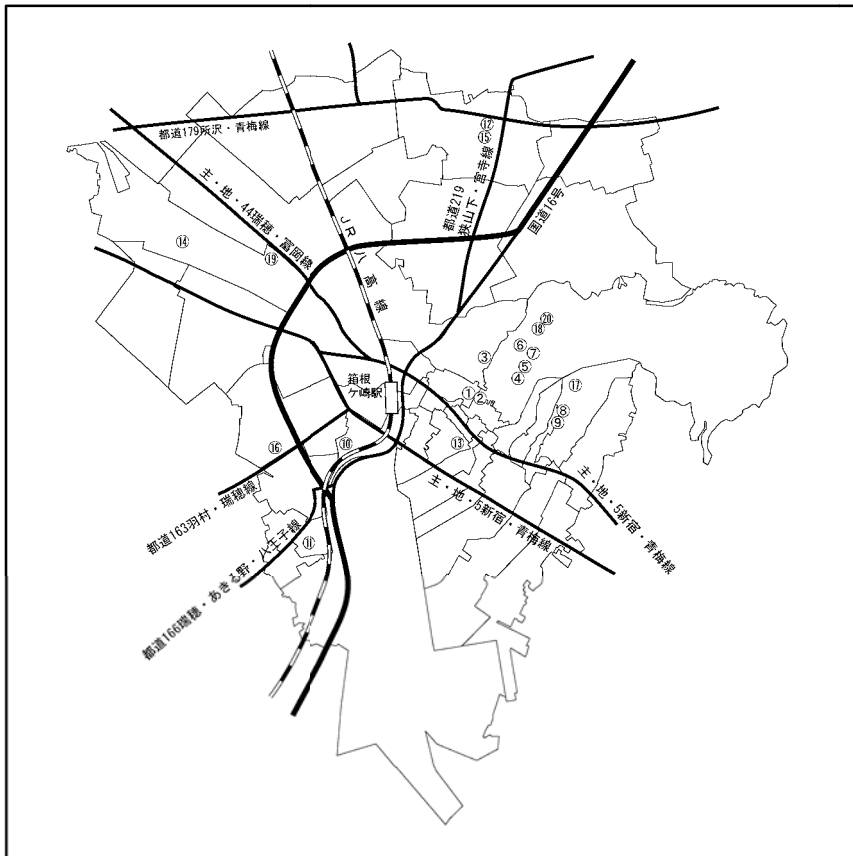 都道179所沢・青梅線
主・地・44瑞穂・富岡線
JR八高線
都道219
狭山下・宮寺線
国道16号
⑫
⑮
⑭
⑲
⑳
⑱
⑥
⑦
③
⑤
④
⑰
箱根
ケ崎駅
①
②
⑧
⑨
⑯
⑩
⑬
⑪
都道163羽村・瑞穂線
都道166瑞穂・あきる野・八王子線
主・地・5新宿・青梅線
主・地・5新宿・青梅線